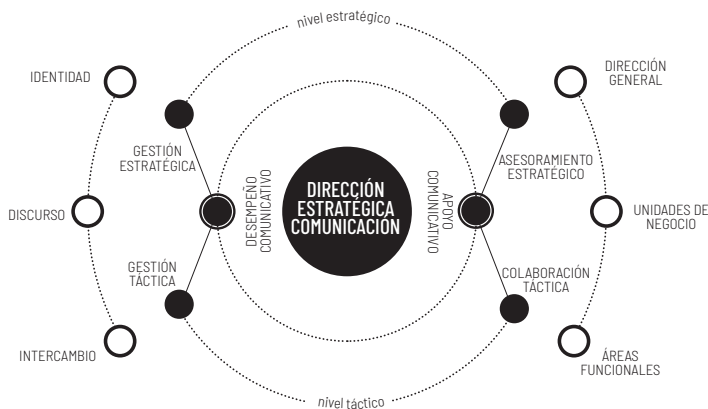 nivel estratégico
IDENTIDAD
DIRECCIÓN
GENERAL
GESTIÓN
ESTRATÉGICA
ASESORAMIENTO
ESTRATÉGICO
DISCURSO
DESEMPEÑO
COMUNICATIVO
DIRECCIÓN
ESTRATÉGICA
COMUNICACIÓN
APOYO
COMUNICATIVO
UNIDADES DE
NEGOCIO
GESTIÓN
TÁCTICA
COLABORACIÓN
TÁCTICA
INTERCAMBIO
ÁREAS
FUNCIONALES
nivel táctico